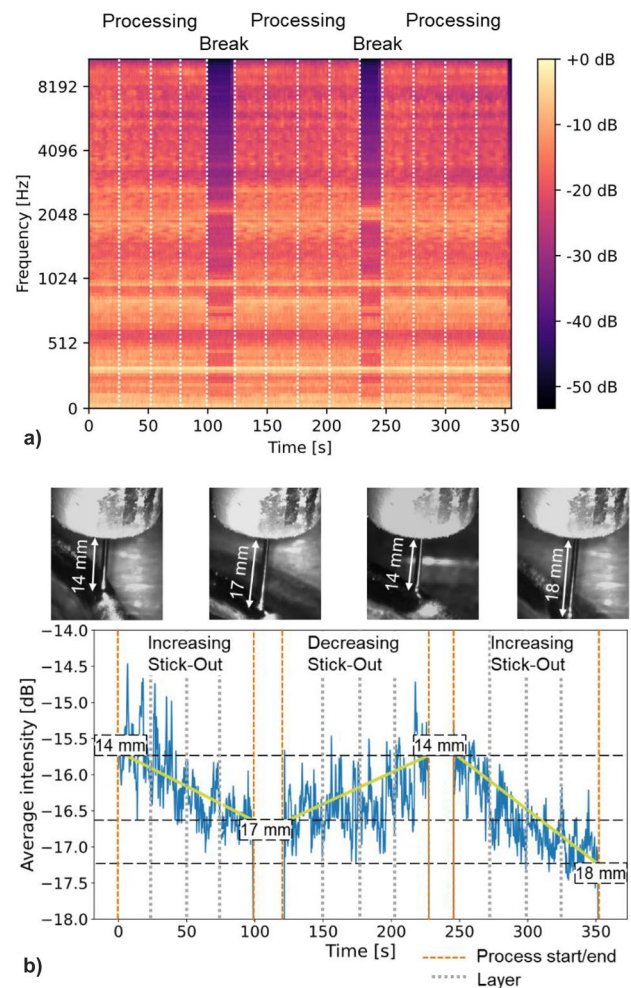 Processing Processing Processing
Break Break
+0 dB
8192
-10 dB
4096
-20 dB
Frequency [Hz]
2048
-30 dB
1024
-40 dB
512
-50 dB
0
0 50 100 150 200 250 300 350
Time [s]
a)
14 mm 17 mm 14 mm 18 mm
−14.0
Increasing Decreasing Increasing
Stick-Out Stick-Out Stick-Out
−14.5
−15.0
−15.5
14 mm 14 mm
−16.0
Average intensity [dB]
−16.5
17 mm
−17.0
18 mm
−17.5
−18.0
0 50 100 150 200 250 300 350
Time [s]
Process start/end
Layer
b)